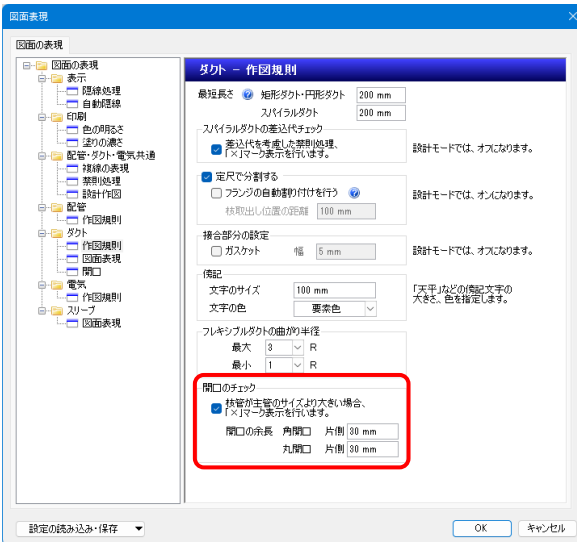 図面表現
図面の表現
図面の表現
表示
隠線処理
自動隠線
印刷
色の明るさ
塗りの濃さ
配管・ダクト・電気共通
複線の表現
禁則処理
設計作図
配管
作図規則
ダクト
作図規則
図面表現
開口
電気
作図規則
スリーブ
図面表現
ダクト － 作図規則
最短長さ 矩形ダクト・円形ダクト 200 mm
スパイラルダクト 200 mm
スパイラルダクトの差込代チェック
差込代を考慮した禁則処理、
「×」マーク表示を行います。
設計モードでは、オフになります。
定尺で分割する
フランジの自動割り付けを行う
設計モードでは、オンになります。
枝取出し位置の距離 100 mm
接合部分の設定
ガスケット 幅 5 mm
設計モードでは、オフになります。
傍記
文字のサイズ 100 mm
文字の色 要素色
「天平」などの傍記文字の
大きさ、色を指定します。
フレキシブルダクトの曲がり半径
最大 3 R
最小 1 R
開口のチェック
枝管が主管のサイズより大きい場合、
「×」マーク表示を行います。
開口の余長 角開口 片側 30 mm
丸開口 片側 30 mm
設定の読み込み・保存
OK キャンセル